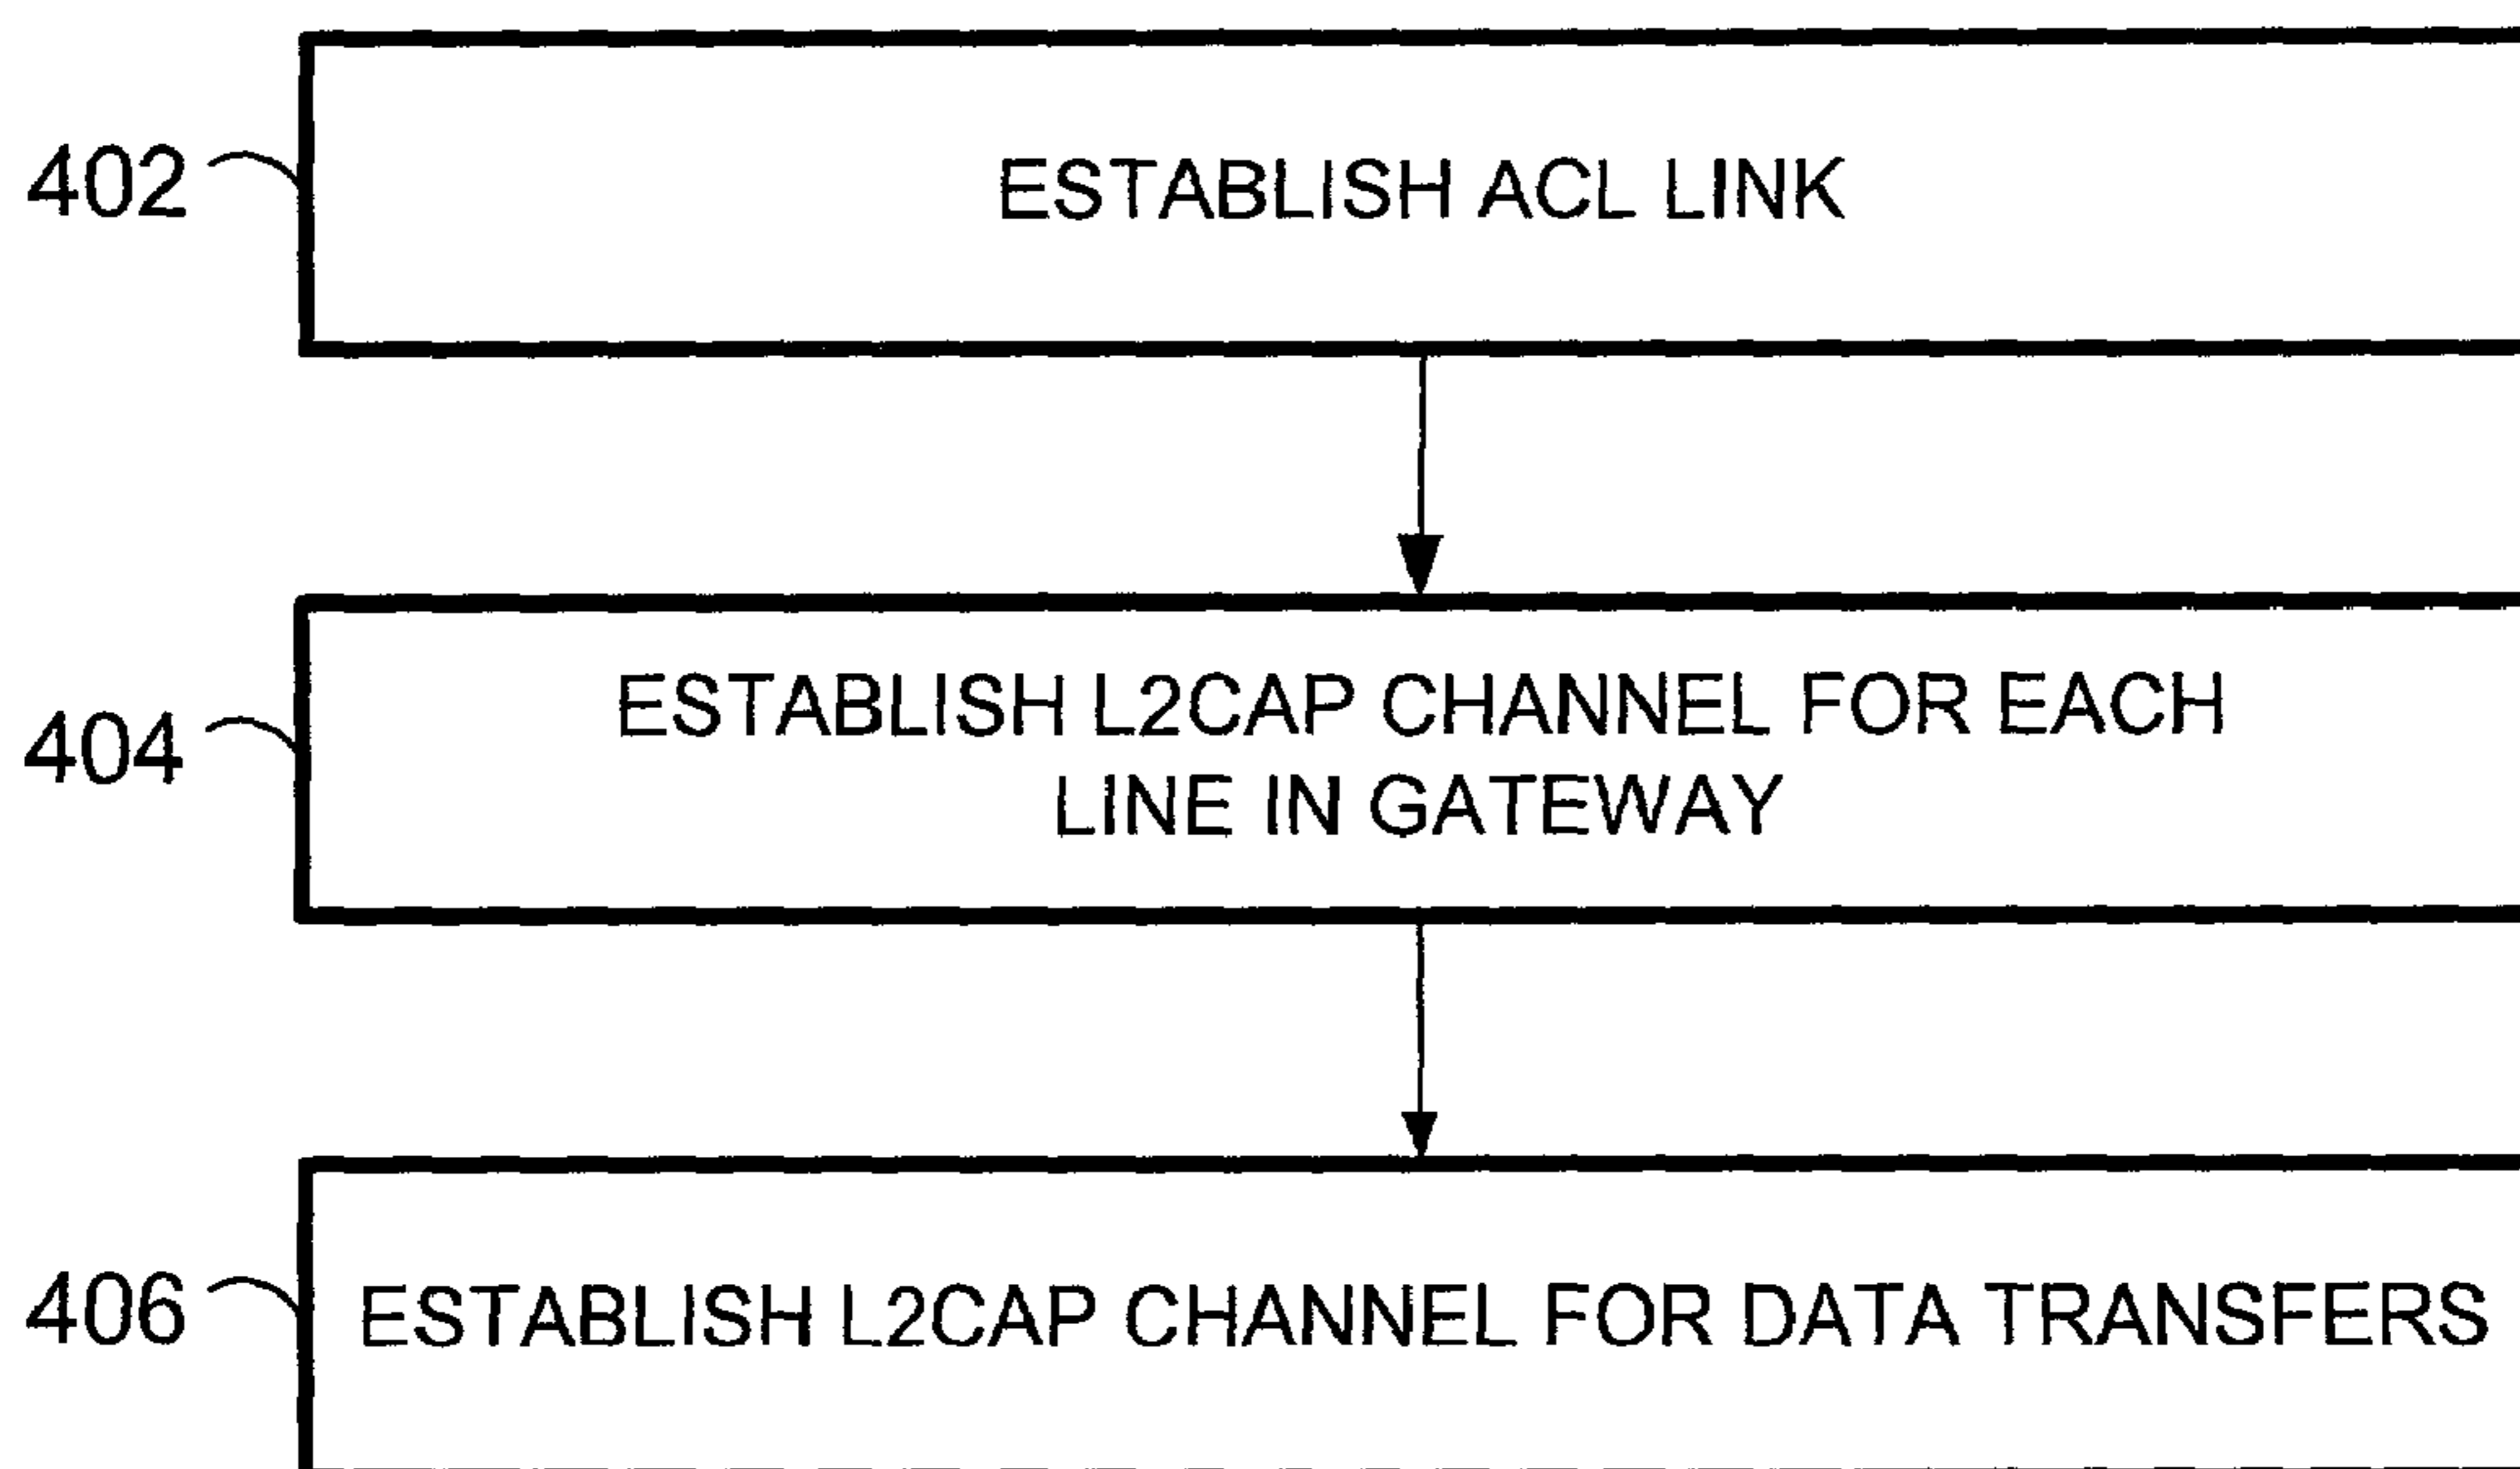 402
ESTABLISH ACL LINK
404
ESTABLISH L2CAP CHANNEL FOR EACH
LINE IN GATEWAY
406
ESTABLISH L2CAP CHANNEL FOR DATA TRANSFERS